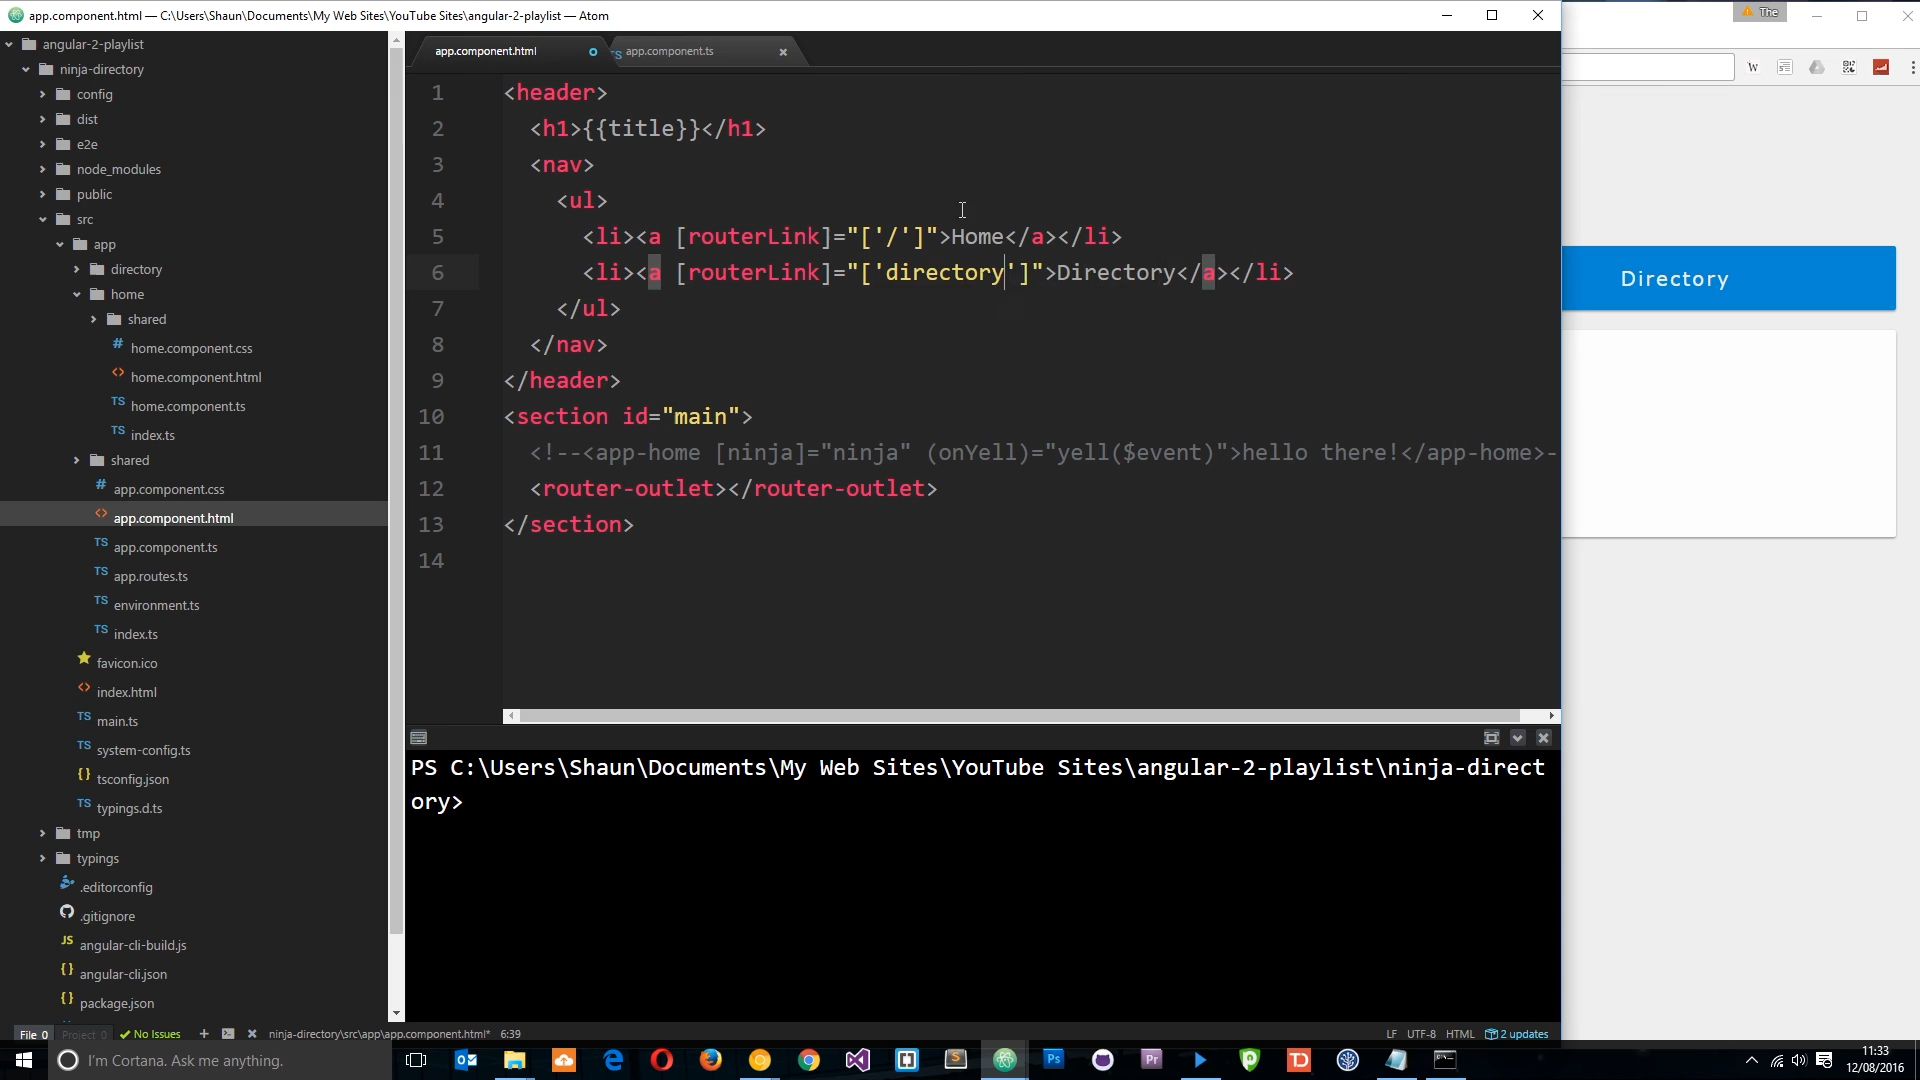 app.component.html — C:\Users\Shaun\Documents\My Web Sites\YouTube Sites\angular-2-playlist — Atom
The
angular-2-playlist
ninja-directory
config
dist
e2e
node_modules
public
src
app
directory
home
shared
home.component.css
home.component.html
home.component.ts
index.ts
shared
app.component.css
app.component.html
app.component.ts
app.routes.ts
environment.ts
index.ts
favicon.ico
index.html
main.ts
system-config.ts
tsconfig.json
typings.d.ts
tmp
typings
.editorconfig
.gitignore
angular-cli-build.js
angular-cli.json
package.json
app.component.html
app.component.ts
1 <header>
2 <h1>{{title}}</h1>
3 <nav>
4 <ul>
5 <li><a [routerLink]="['/']">Home</a></li>
6 <li><a [routerLink]="['directory']">Directory</a></li>
7 </ul>
8 </nav>
9 </header>
10 <section id="main">
11 <!--<app-home [ninja]="ninja" (onYell)="yell($event)">hello there!</app-home>-
12 <router-outlet></router-outlet>
13 </section>
14
Directory
PS C:\Users\Shaun\Documents\My Web Sites\YouTube Sites\angular-2-playlist\ninja-direct
ory>
File 0 Project 0 No Issues ninja-directory\src\app\app.component.html* 6:39
LF UTF-8 HTML 2 updates
I'm Cortana. Ask me anything.
11:33
12/08/2016